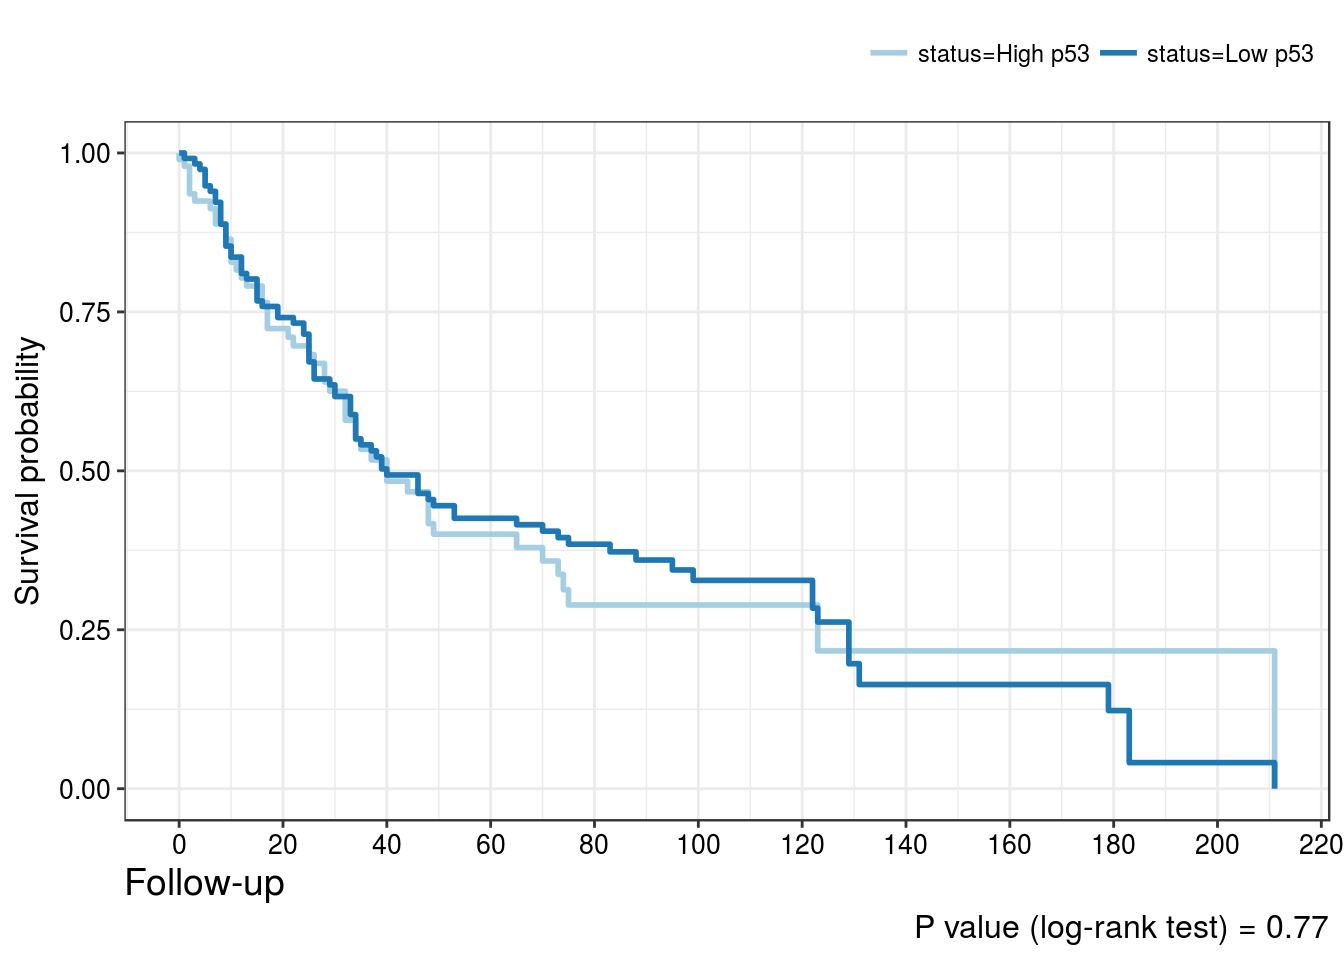 status=High p53 status=Low p53
Survival probability
1.00
0.75
0.50
0.25
0.00
0 20 40 60 80 100 120 140 160 180 200 220
Follow-up
P value (log-rank test) = 0.77